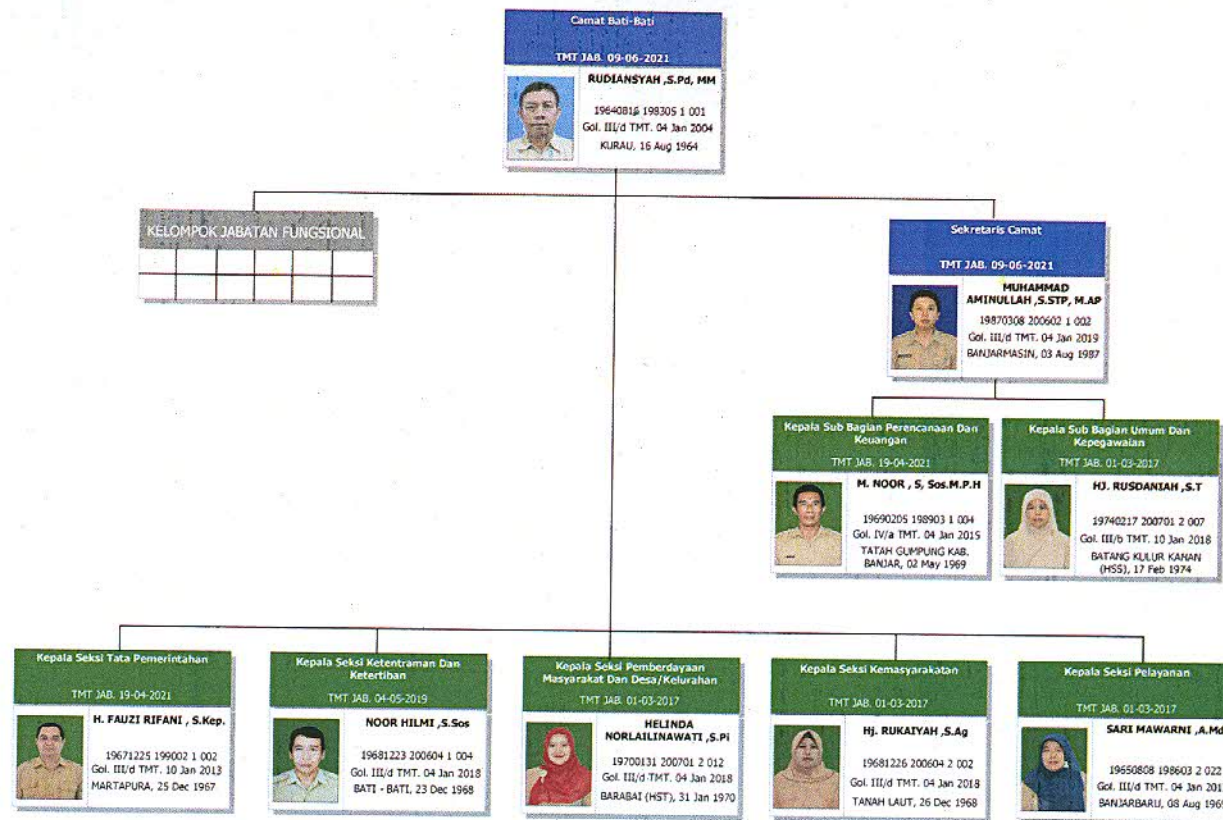 Camat Bati-Bati
TMT JAB. 09-06-2021
RUDIANSYAH ,S.Pd, MM
19640816 198305 1 001
Gol. III/d TMT. 04 Jan 2004
KURAU, 16 Aug 1964
KELOMPOK JABATAN FUNGSIONAL
Sekretaris Camat
TMT JAB. 09-06-2021
MUHAMMAD
AMINULLAH ,S.STP, M.AP
19870308 200602 1 002
Gol. III/d TMT. 04 Jan 2019
BANJARMASIN, 03 Aug 1987
Kepala Sub Bagian Perencanaan Dan
Keuangan
TMT JAB. 19-04-2021
M. NOOR , S, Sos.M.P.H
19690205 198903 1 004
Gol. IV/a TMT. 04 Jan 2015
TATAH GUMPUNG KAB.
BANJAR, 02 May 1969
Kepala Sub Bagian Umum Dan
Kepegawaian
TMT JAB. 01-03-2017
HJ. RUSDANIAH ,S.T
19740217 200701 2 007
Gol. III/b TMT. 10 Jan 2018
BATANG KULUR KANAN
(HSS), 17 Feb 1974
Kepala Seksi Tata Pemerintahan
TMT JAB. 19-04-2021
H. FAUZI RIFANI , S.Kep.
19671225 199002 1 002
Gol. III/d TMT. 10 Jan 2013
MARTAPURA, 25 Dec 1967
Kepala Seksi Ketentraman Dan
Ketertiban
TMT JAB. 04-05-2019
NOOR HILMI ,S.Sos
19681223 200604 1 004
Gol. III/d TMT. 04 Jan 2018
BATI - BATI, 23 Dec 1968
Kepala Seksi Pemberdayaan
Masyarakat Dan Desa/Kelurahan
TMT JAB. 01-03-2017
HELINDA
NORLAILINAWATI ,S.Pi
19700131 200701 2 012
Gol. III/d TMT. 04 Jan 2018
BARABAI (HST), 31 Jan 1970
Kepala Seksi Kemasyarakatan
TMT JAB. 01-03-2017
Hj. RUKAIYAH ,S.Ag
19681226 200604 2 002
Gol. III/d TMT. 04 Jan 2018
TANAH LAUT, 26 Dec 1968
Kepala Seksi Pelayanan
TMT JAB. 01-03-2017
SARI MAWARNI ,A.Md
19650808 198603 2 022
Gol. III/d TMT. 04 Jan
BANJARBARU, 08 Aug